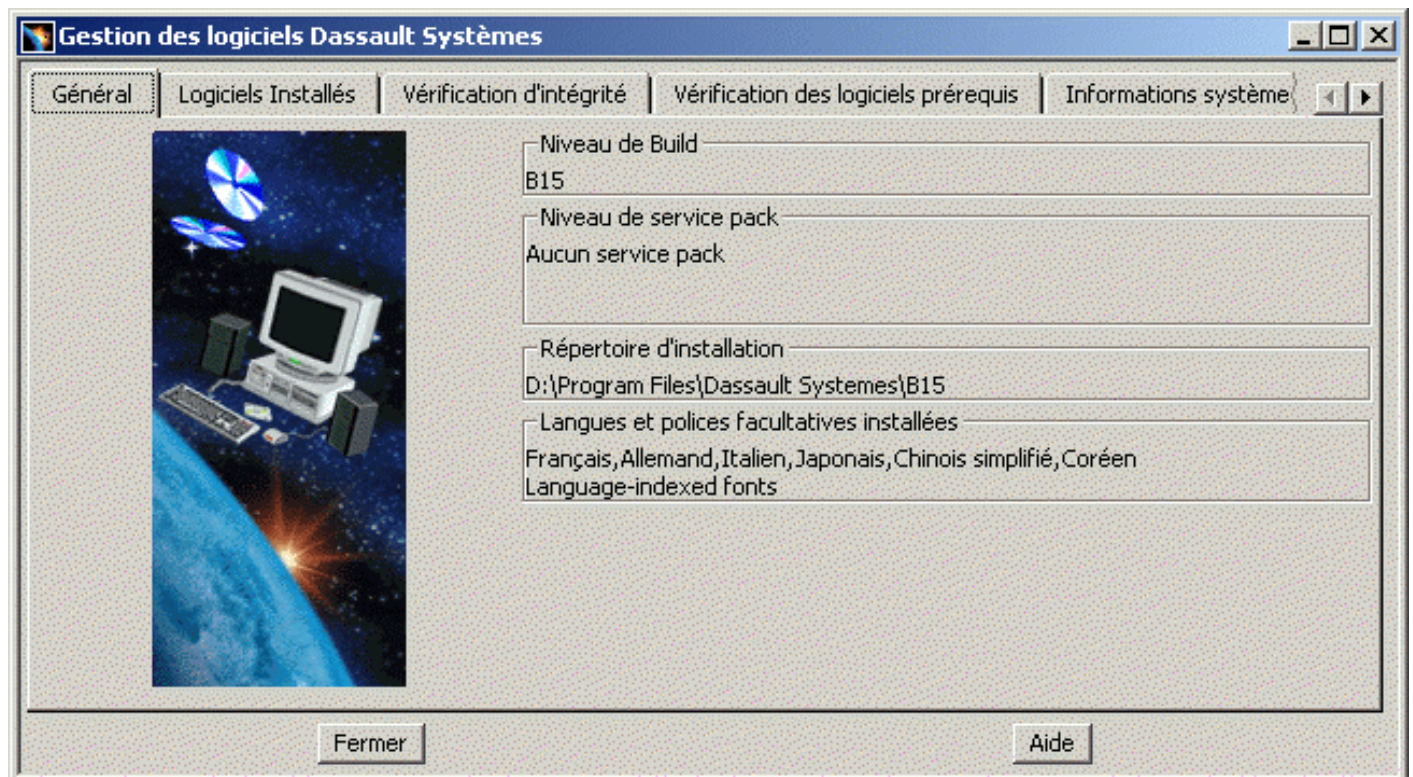 Gestion des logiciels Dassault Systèmes
Général Logiciels Installés Vérification d'intégrité Vérification des logiciels prérequis Informations système
Niveau de Build
B15
Niveau de service pack
Aucun service pack
Répertoire d'installation
D:\Program Files\Dassault Systemes\B15
Langues et polices facultatives installées
Français,Allemand,Italien,Japonais,Chinois simplifié,Coréen
Language-indexed fonts
Fermer Aide